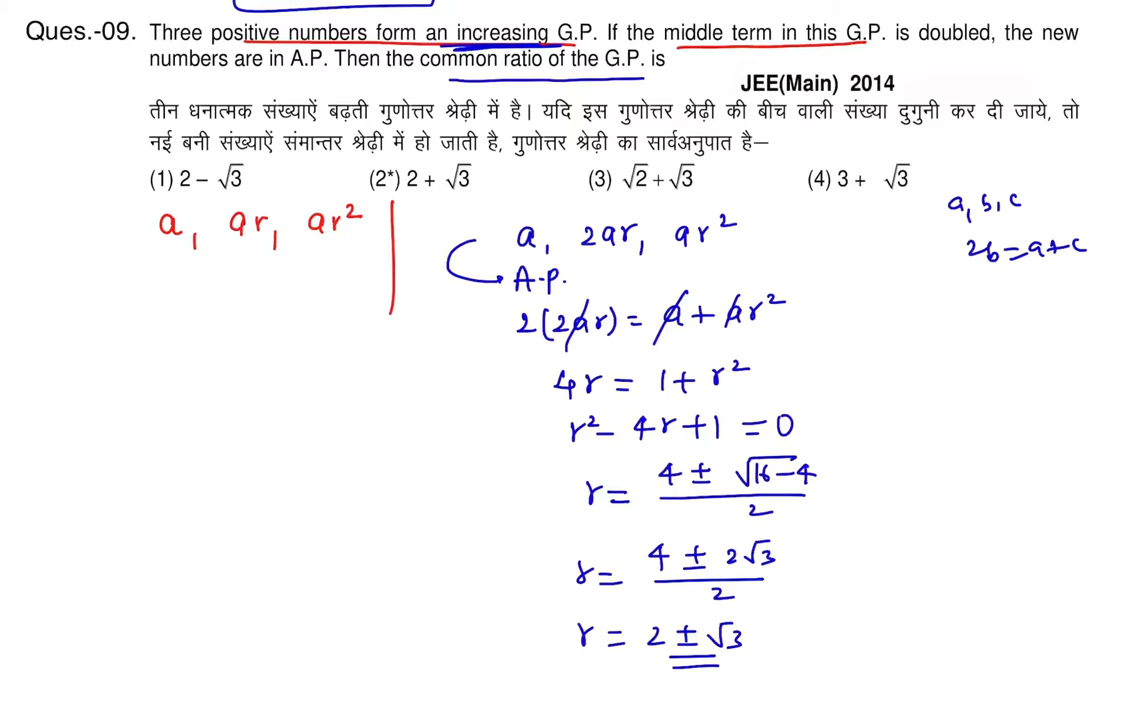 Ques.-09. Three positive numbers form an increasing G.P. If the middle term in this G.P. is doubled, the new
numbers are in A.P. Then the common ratio of the G.P. is
JEE(Main) 2014
तीन धनात्मक संख्याऐं बढ़ती गुणोत्तर श्रेढ़ी में है। यदि इस गुणोत्तर श्रेढ़ी की बीच वाली संख्या दुगुनी कर दी जाये, तो
नई बनी संख्याऐं संमान्तर श्रेढ़ी में हो जाती है, गुणोत्तर श्रेढ़ी का सार्वअनुपात है–
(1) 2 – √3 (2*) 2 + √3 (3) √2 + √3 (4) 3 + √3
a, ar, ar²
a, 2ar, ar²
a, b, c
2b = a + c
A.P.
2(2ar) = a + ar²
4r = 1 + r²
r² – 4r + 1 = 0
r = 4 ± √16 – 4 / 2
r = 4 ± 2√3 / 2
r = 2 ± √3